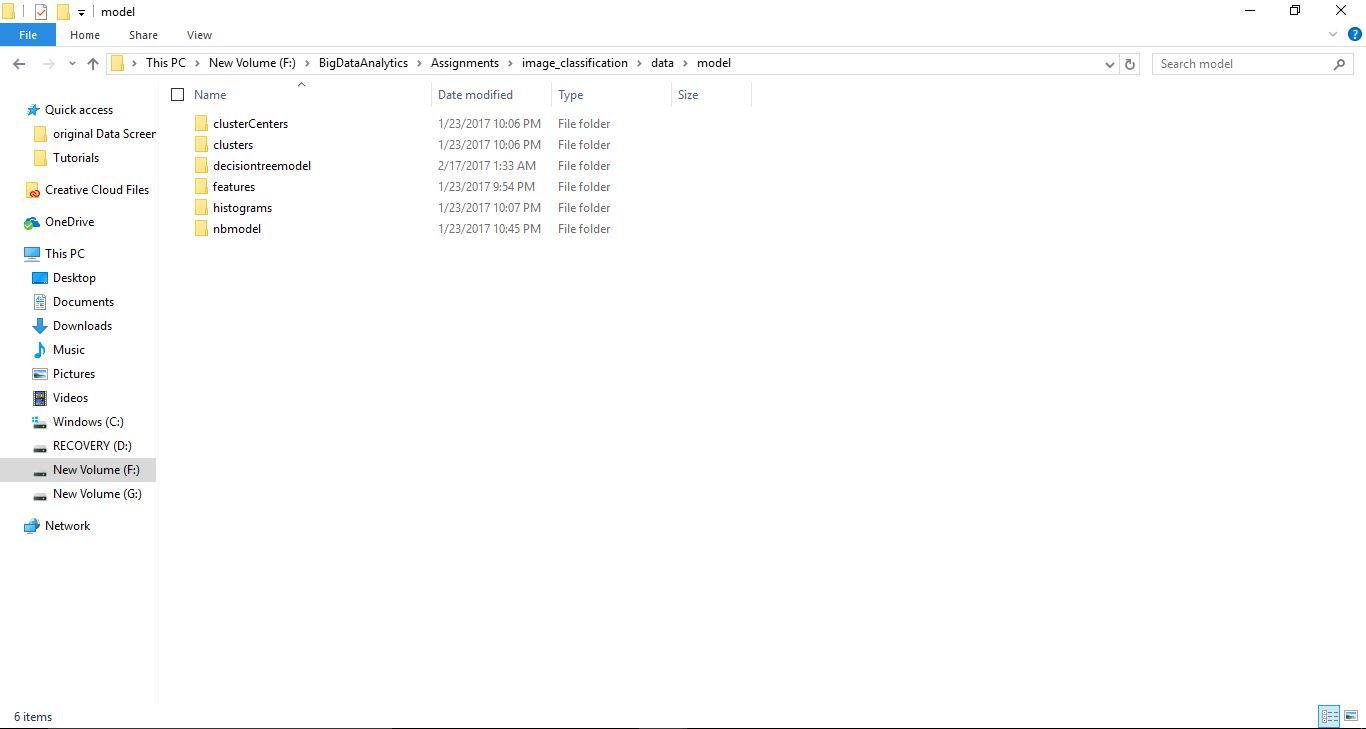 model
File Home Share View
This PC New Volume (F:) BigDataAnalytics Assignments image_classification data model
Search model
Name Date modified Type Size
Quick access
original Data Screen
Tutorials
Creative Cloud Files
OneDrive
This PC
Desktop
Documents
Downloads
Music
Pictures
Videos
Windows (C:)
RECOVERY (D:)
New Volume (F:)
New Volume (G:)
Network
clusterCenters 1/23/2017 10:06 PM File folder
clusters 1/23/2017 10:06 PM File folder
decisiontreemodel 2/17/2017 1:33 AM File folder
features 1/23/2017 9:54 PM File folder
histograms 1/23/2017 10:07 PM File folder
nbmodel 1/23/2017 10:45 PM File folder
6 items